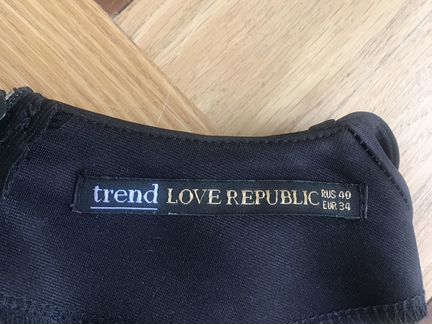 trend LOVE REPUBLIC RUS 40
EUR 34